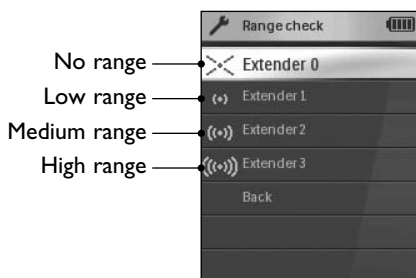 Range check
No range
Extender 0
Low range
Extender 1
Medium range
Extender 2
High range
Extender 3
Back